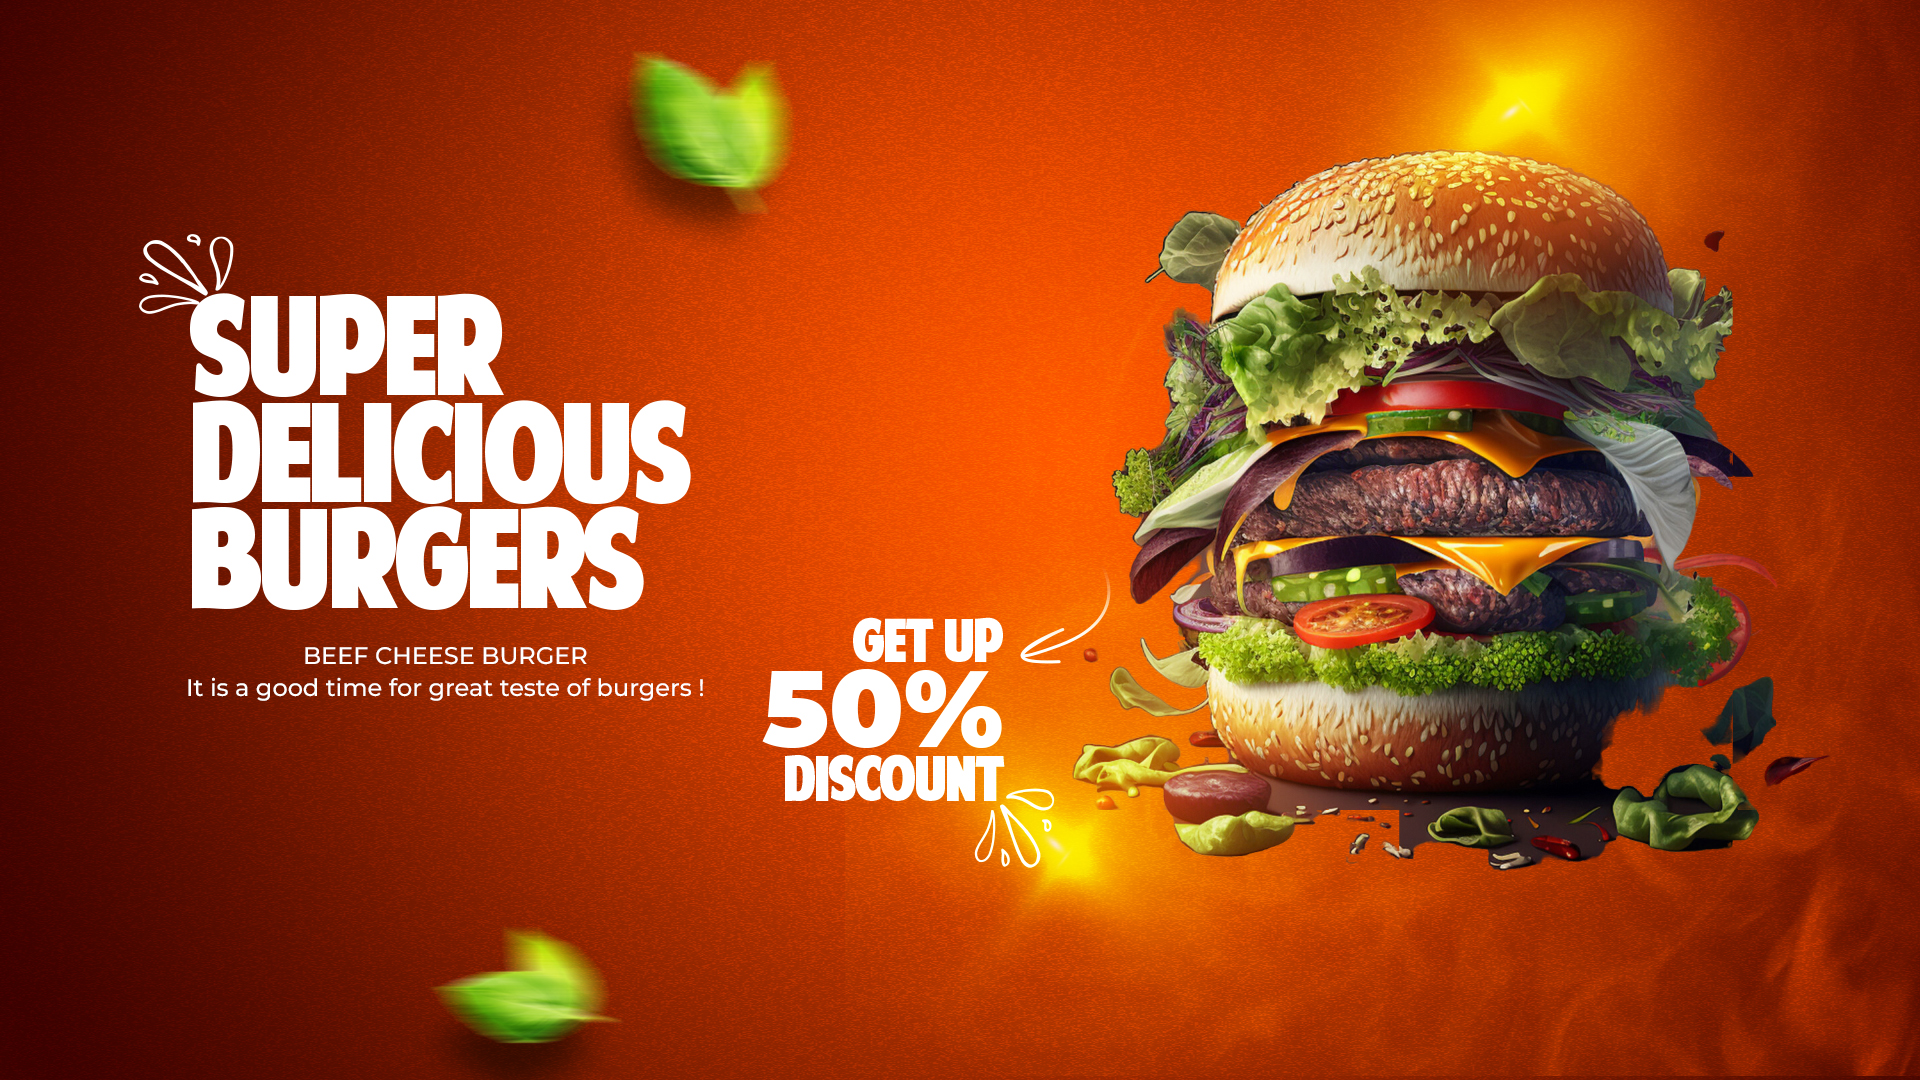 SUPER
DELICIOUS
BURGERS
BEEF CHEESE BURGER
It is a good time for great teste of burgers !
GET UP
50%
DISCOUNT